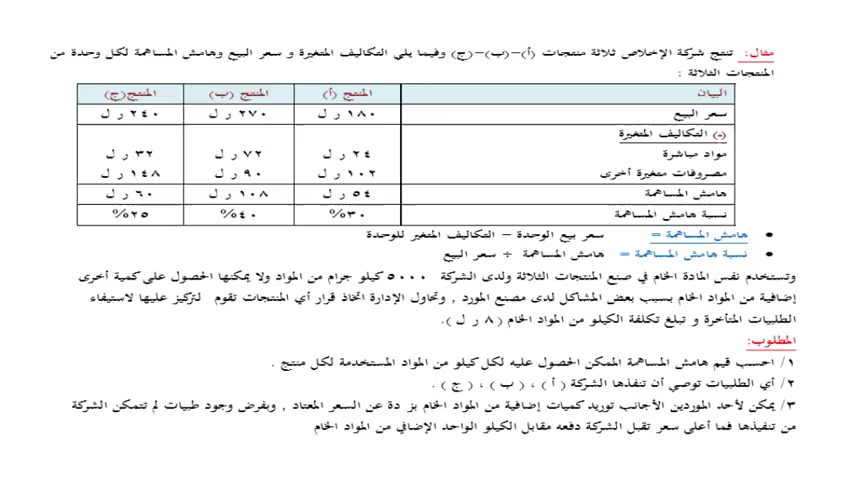 مثال: تنتج شركة الإخلاص ثلاثة منتجات (أ)–(ب)–(ج) وفيما يلي التكاليف المتغيرة و سعر البيع وهامش المساهمة لكل وحدة من
المنتجات الثلاثة :
البيان المنتج (أ) المنتج (ب) المنتج(ج)
سعر البيع ١٨٠ ر ل ٢٧٠ ر ل ٢٤٠ ر ل
(-) التكاليف المتغيرة
مواد مباشرة ٢٤ ر ل ٧٢ ر ل ٣٢ ر ل
مصروفات متغيرة أخرى ١٠٢ ر ل ٩٠ ر ل ١٤٨ ر ل
هامش المساهمة ٥٤ ر ل ١٠٨ ر ل ٦٠ ر ل
نسبة هامش المساهمة ٣٠% ٤٠% ٢٥%
• هامش المساهمة = سعر بيع الوحدة – التكاليف المتغير للوحدة
• نسبة هامش المساهمة = هامش المساهمة ÷ سعر البيع
وتستخدم نفس المادة الخام في صنع المنتجات الثلاثة ولدى الشركة ٥٠٠٠ كيلو جرام من المواد ولا يمكنها الحصول على كمية أخرى
إضافية من المواد الخام بسبب بعض المشاكل لدى مصنع المورد , وتحاول الإدارة اتخاذ قرار أي المنتجات تقوم لتركيز عليها لاستيفاء
الطلبيات المتأخرة و تبلغ تكلفة الكيلو من المواد الخام (٨ ر ل).
المطلوب:
١/ احسب قيم هامش المساهمة الممكن الحصول عليه لكل كيلو من المواد المستخدمة لكل منتج .
٢/ أي الطلبيات توصي أن تنفذها الشركة ( أ ) ، ( ب ) ، ( ج ) .
٣/ يمكن لأحد الموردين الأجانب توريد كميات إضافية من المواد الخام بز دة عن السعر المعتاد , وبفرض وجود طبيات لم تتمكن الشركة
من تنفيذها فما أعلى سعر تقبل الشركة دفعه مقابل الكيلو الواحد الإضافي من المواد الخام